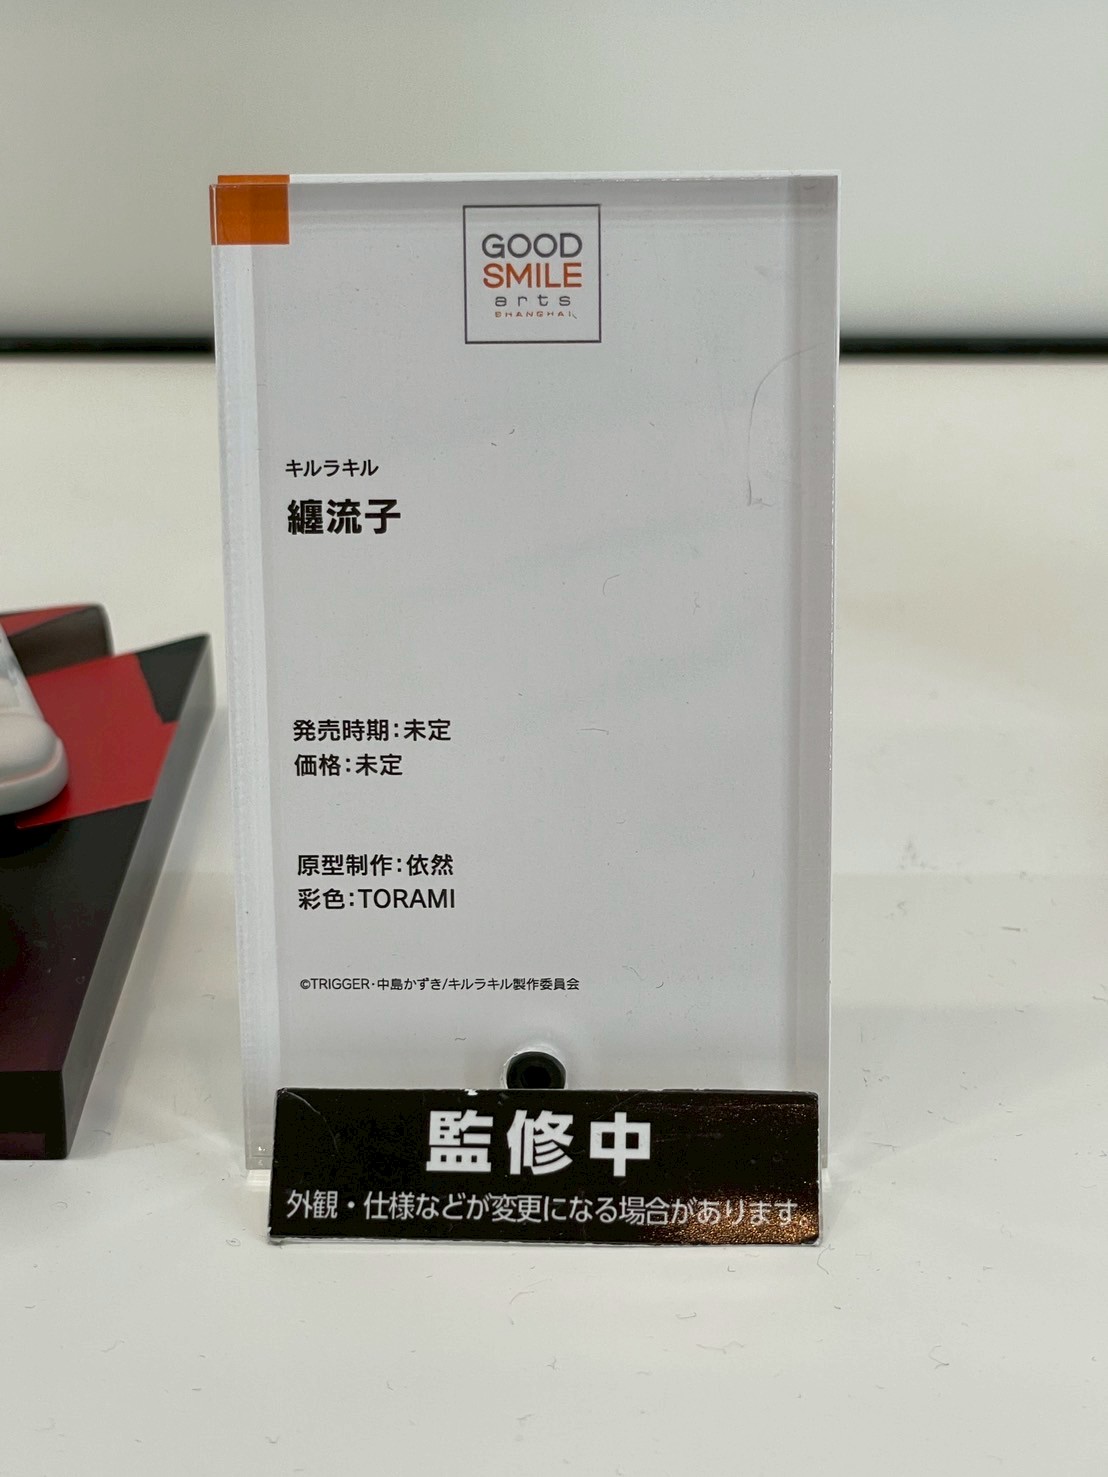 GOOD
SMILE
arts
SHANGHAI
キルラキル
纏流子
発売時期:未定
価格:未定
原型制作:依然
彩色:TORAMI
©TRIGGER・中島かずき/キルラキル製作委員会
監修中
外観・仕様などが変更になる場合があります。